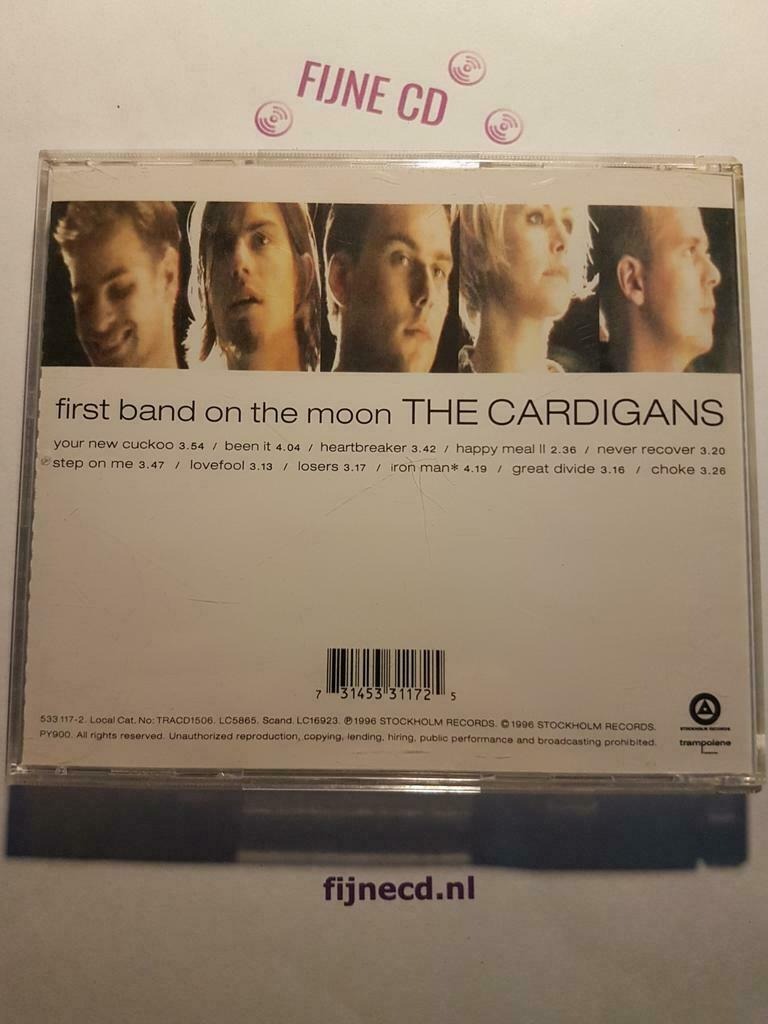 FIJNE CD
first band on the moon THE CARDIGANS
your new cuckoo 3.54 / been it 4.04 / heartbreaker 3.42 / happy meal II 2.36 / never recover 3.20
step on me 3.47 / lovefool 3.13 / losers 3.17 / iron man* 4.19 / great divide 3.16 / choke 3.26
7 31453 31172 5
533 117-2. Local Cat. No: TRACD1506. LC5865. Scand. LC16923. ℗1996 STOCKHOLM RECORDS. ©1996 STOCKHOLM RECORDS.
PY900. All rights reserved. Unauthorized reproduction, copying, lending, hiring, public performance and broadcasting prohibited.
STOCKHOLM RECORDS
trampolene
fijnecd.nl